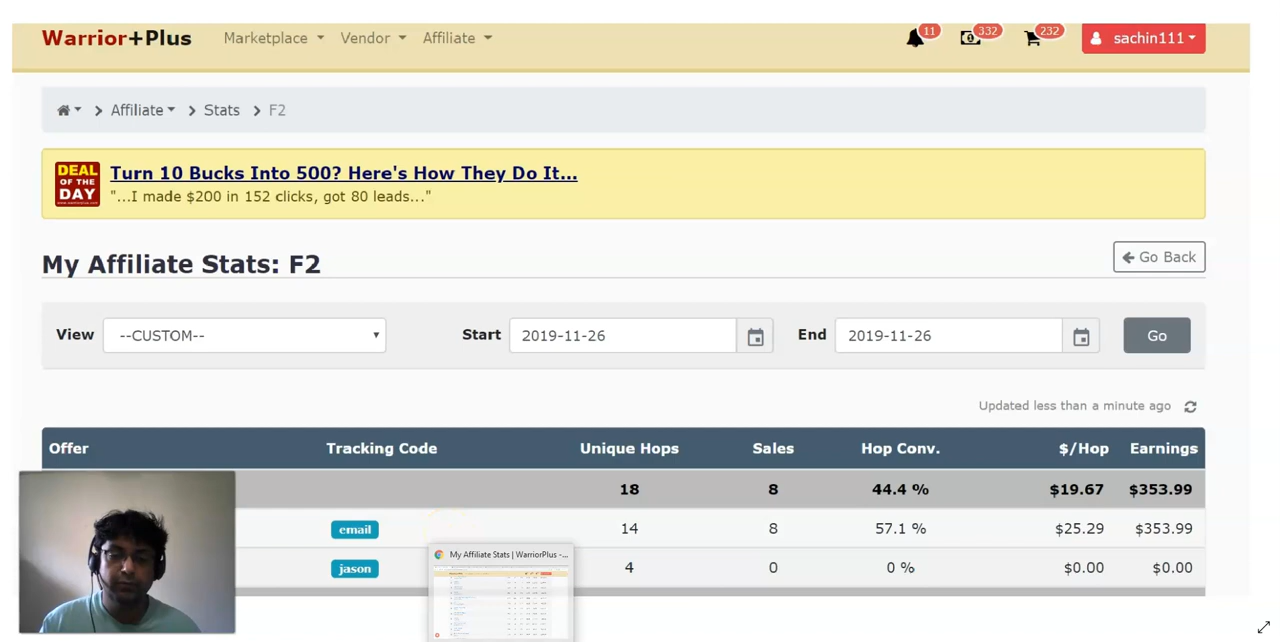 Warrior+Plus Marketplace Vendor Affiliate 11 332 232 sachin111
Affiliate Stats F2
DEAL OF THE DAY
Turn 10 Bucks Into 500? Here's How They Do It...
"...I made $200 in 152 clicks, got 80 leads..."
My Affiliate Stats: F2 Go Back
View --CUSTOM-- Start 2019-11-26 End 2019-11-26 Go
Updated less than a minute ago
Offer Tracking Code Unique Hops Sales Hop Conv. $/Hop Earnings
18 8 44.4 % $19.67 $353.99
email 14 8 57.1 % $25.29 $353.99
My Affiliate Stats | WarriorPlus -...
jason 4 0 0 % $0.00 $0.00